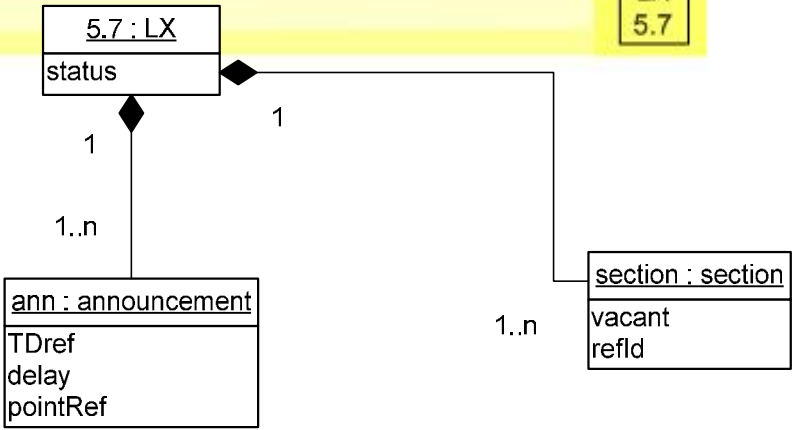 5.7
5.7 : LX
status
1
1
1..n
ann : announcement
TDref
delay
pointRef
section : section
vacant
refId
1..n